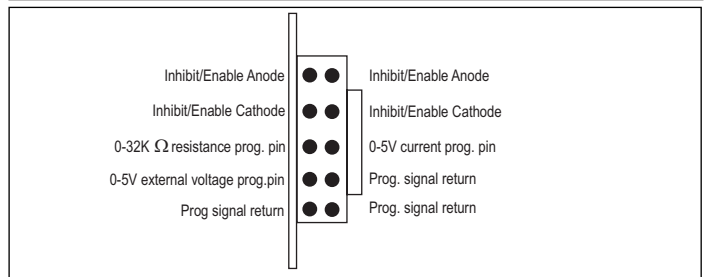 Inhibit/Enable Anode Inhibit/Enable Anode
Inhibit/Enable Cathode Inhibit/Enable Cathode
0-32K Ω resistance prog. pin 0-5V current prog. pin
0-5V external voltage prog.pin Prog. signal return
Prog signal return Prog. signal return